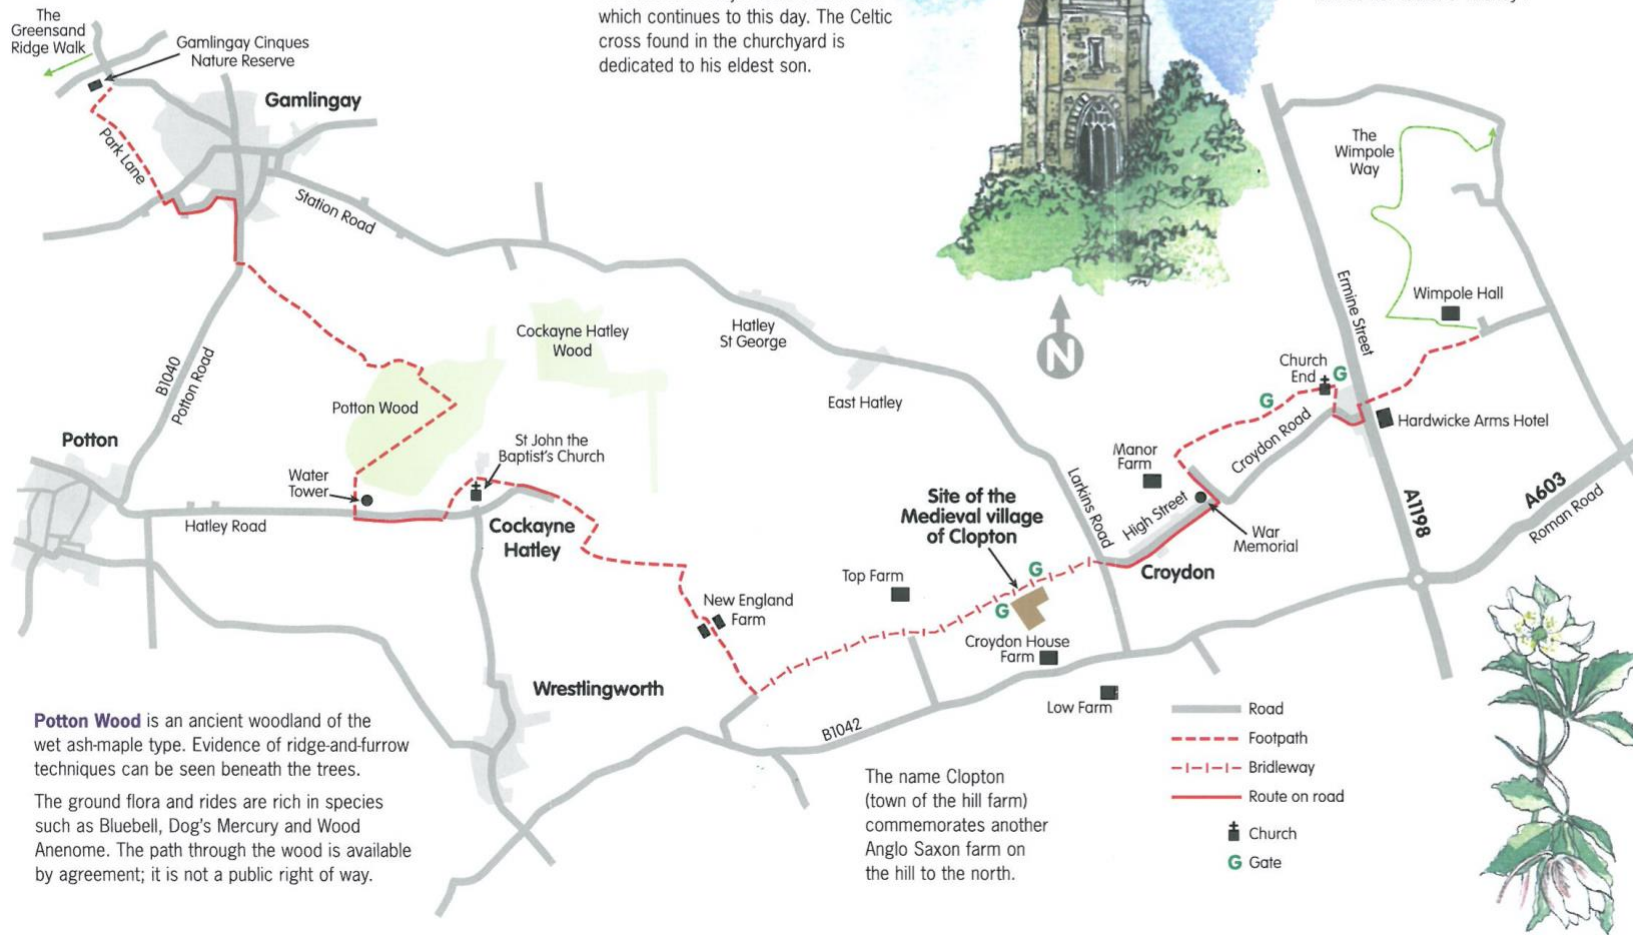 which continues to this day. The Celtic
cross found in the churchyard is
dedicated to his eldest son.
The
Greensand
Ridge Walk
Gamlingay Cinques
Nature Reserve
Gamlingay
Park Lane
Station Road
The
Wimpole
Way
Ermine Street
Wimpole Hall
N
Hatley
St George
Cockayne Hatley
Wood
B1040
Potton Road
Potton Wood
East Hatley
Church
End
G
G
Hardwicke Arms Hotel
Croydon Road
Potton
St John the
Baptist's Church
Water
Tower
Manor
Farm
Larkins Road
High Street
Site of the
Medieval village
of Clopton
War
Memorial
A1198
A603
Roman Road
Hatley Road
Cockayne
Hatley
Croydon
Top Farm
G
G
New England
Farm
Croydon House
Farm
Wrestlingworth
Low Farm
B1042
Potton Wood is an ancient woodland of the
wet ash-maple type. Evidence of ridge-and-furrow
techniques can be seen beneath the trees.
The ground flora and rides are rich in species
such as Bluebell, Dog's Mercury and Wood
Anenome. The path through the wood is available
by agreement; it is not a public right of way.
The name Clopton
(town of the hill farm)
commemorates another
Anglo Saxon farm on
the hill to the north.
Road
Footpath
Bridleway
Route on road
Church
G Gate